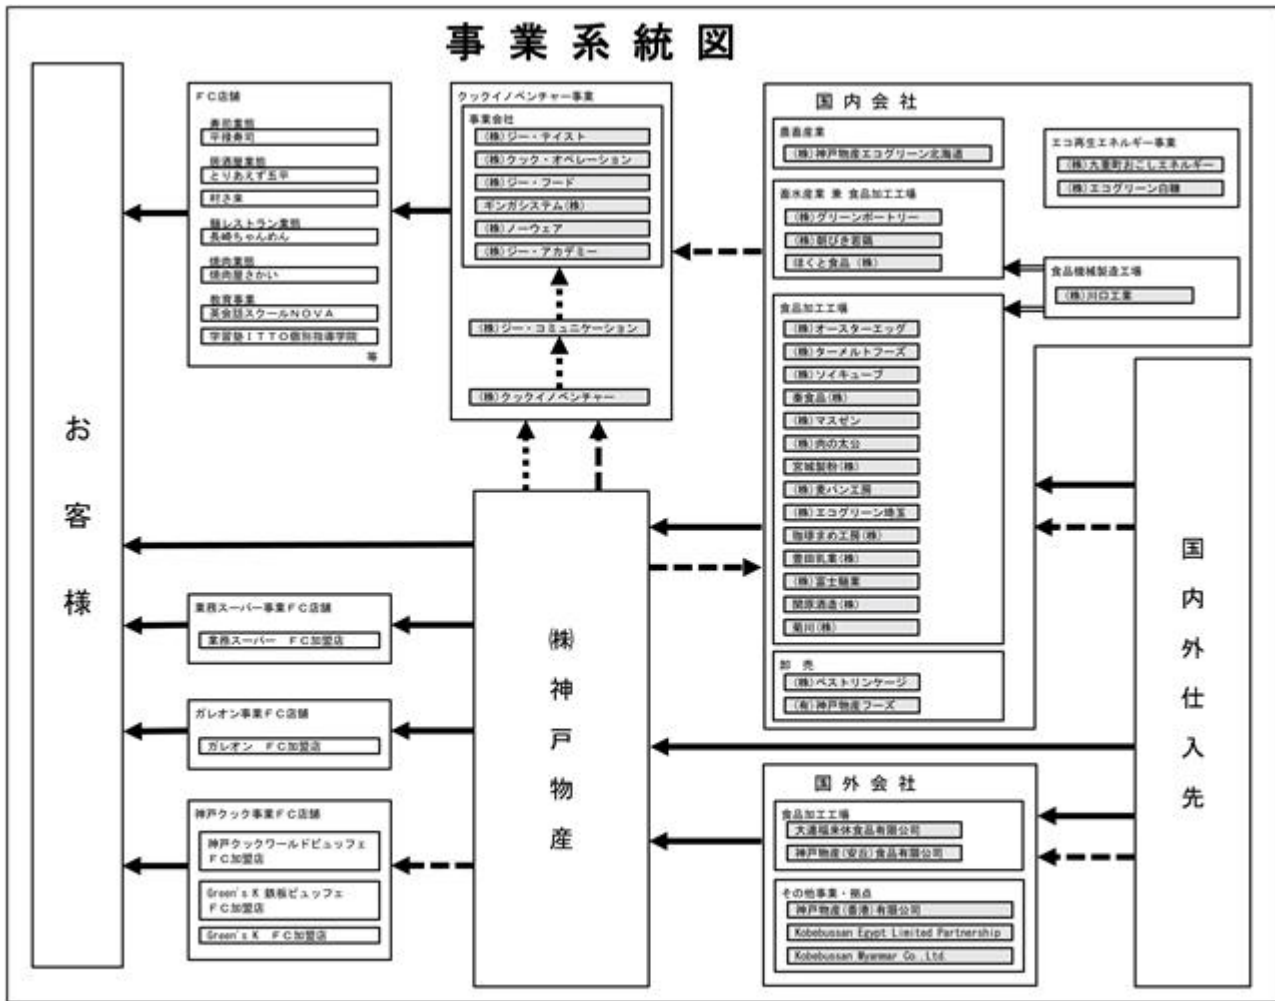 事業系統図
お客様
FC店舗
寿司業態
平禄寿司
居酒屋業態
とりあえず五平
村さ来
麺レストラン業態
長崎ちゃんめん
焼肉業態
焼肉屋さかい
教育事業
英会話スクールNOVA
学習塾ITTO個別指導学院
等
クックイノベンチャー事業
事業会社
(株)ジー・テイスト
(株)クック・オペレーション
(株)ジー・フード
ギンガシステム(株)
(株)ノーウェア
(株)ジー・アカデミー
(株)ジー・コミュニケーション
(株)クックイノベンチャー
国内会社
農畜産業
(株)神戸物産エコグリーン北海道
畜水産業 兼 食品加工工場
(株)グリーンポートリー
(株)朝びき若鶏
ほくと食品 (株)
食品加工工場
(株)オースターエッグ
(株)ターメルトフーズ
(株)ソイキューブ
秦食品(株)
(株)マスゼン
(株)肉の太公
宮城製粉(株)
(株)麦パン工房
(株)エコグリーン埼玉
珈琲まめ工房(株)
豊田乳業(株)
(株)富士麺業
関原酒造(株)
菊川(株)
卸 売
(株)ベストリンケージ
(有)神戸物産フーズ
エコ再生エネルギー事業
(株)九重町おこしエネルギー
(株)エコグリーン白糠
食品機械製造工場
(株)川口工業
国内外仕入先
㈱神戸物産
業務スーパー事業FC店舗
業務スーパー FC加盟店
ガレオン事業FC店舗
ガレオン FC加盟店
神戸クック事業FC店舗
神戸クックワールドビュッフェ
FC加盟店
Green's K 鉄板ビュッフェ
FC加盟店
Green's K FC加盟店
国外会社
食品加工工場
大連福来休食品有限公司
神戸物産(安丘)食品有限公司
その他事業・拠点
神戸物産(香港)有限公司
Kobebussan Egypt Limited Partnership
Kobebussan Myanmar Co.,Ltd.